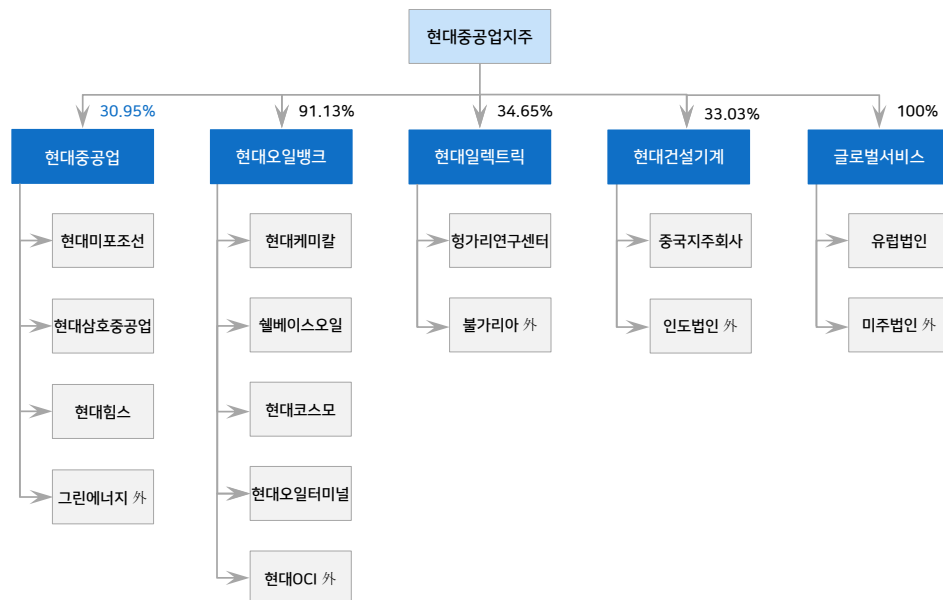 현대중공업지주
30.95%
91.13%
34.65%
33.03%
100%
현대중공업
현대오일뱅크
현대일렉트릭
현대건설기계
글로벌서비스
현대미포조선
현대케미칼
헝가리연구센터
중국지주회사
유럽법인
현대삼호중공업
쉘베이스오일
불가리아 外
인도법인 外
미주법인 外
현대힘스
현대코스모
그린에너지 外
현대오일터미널
현대OCI 外